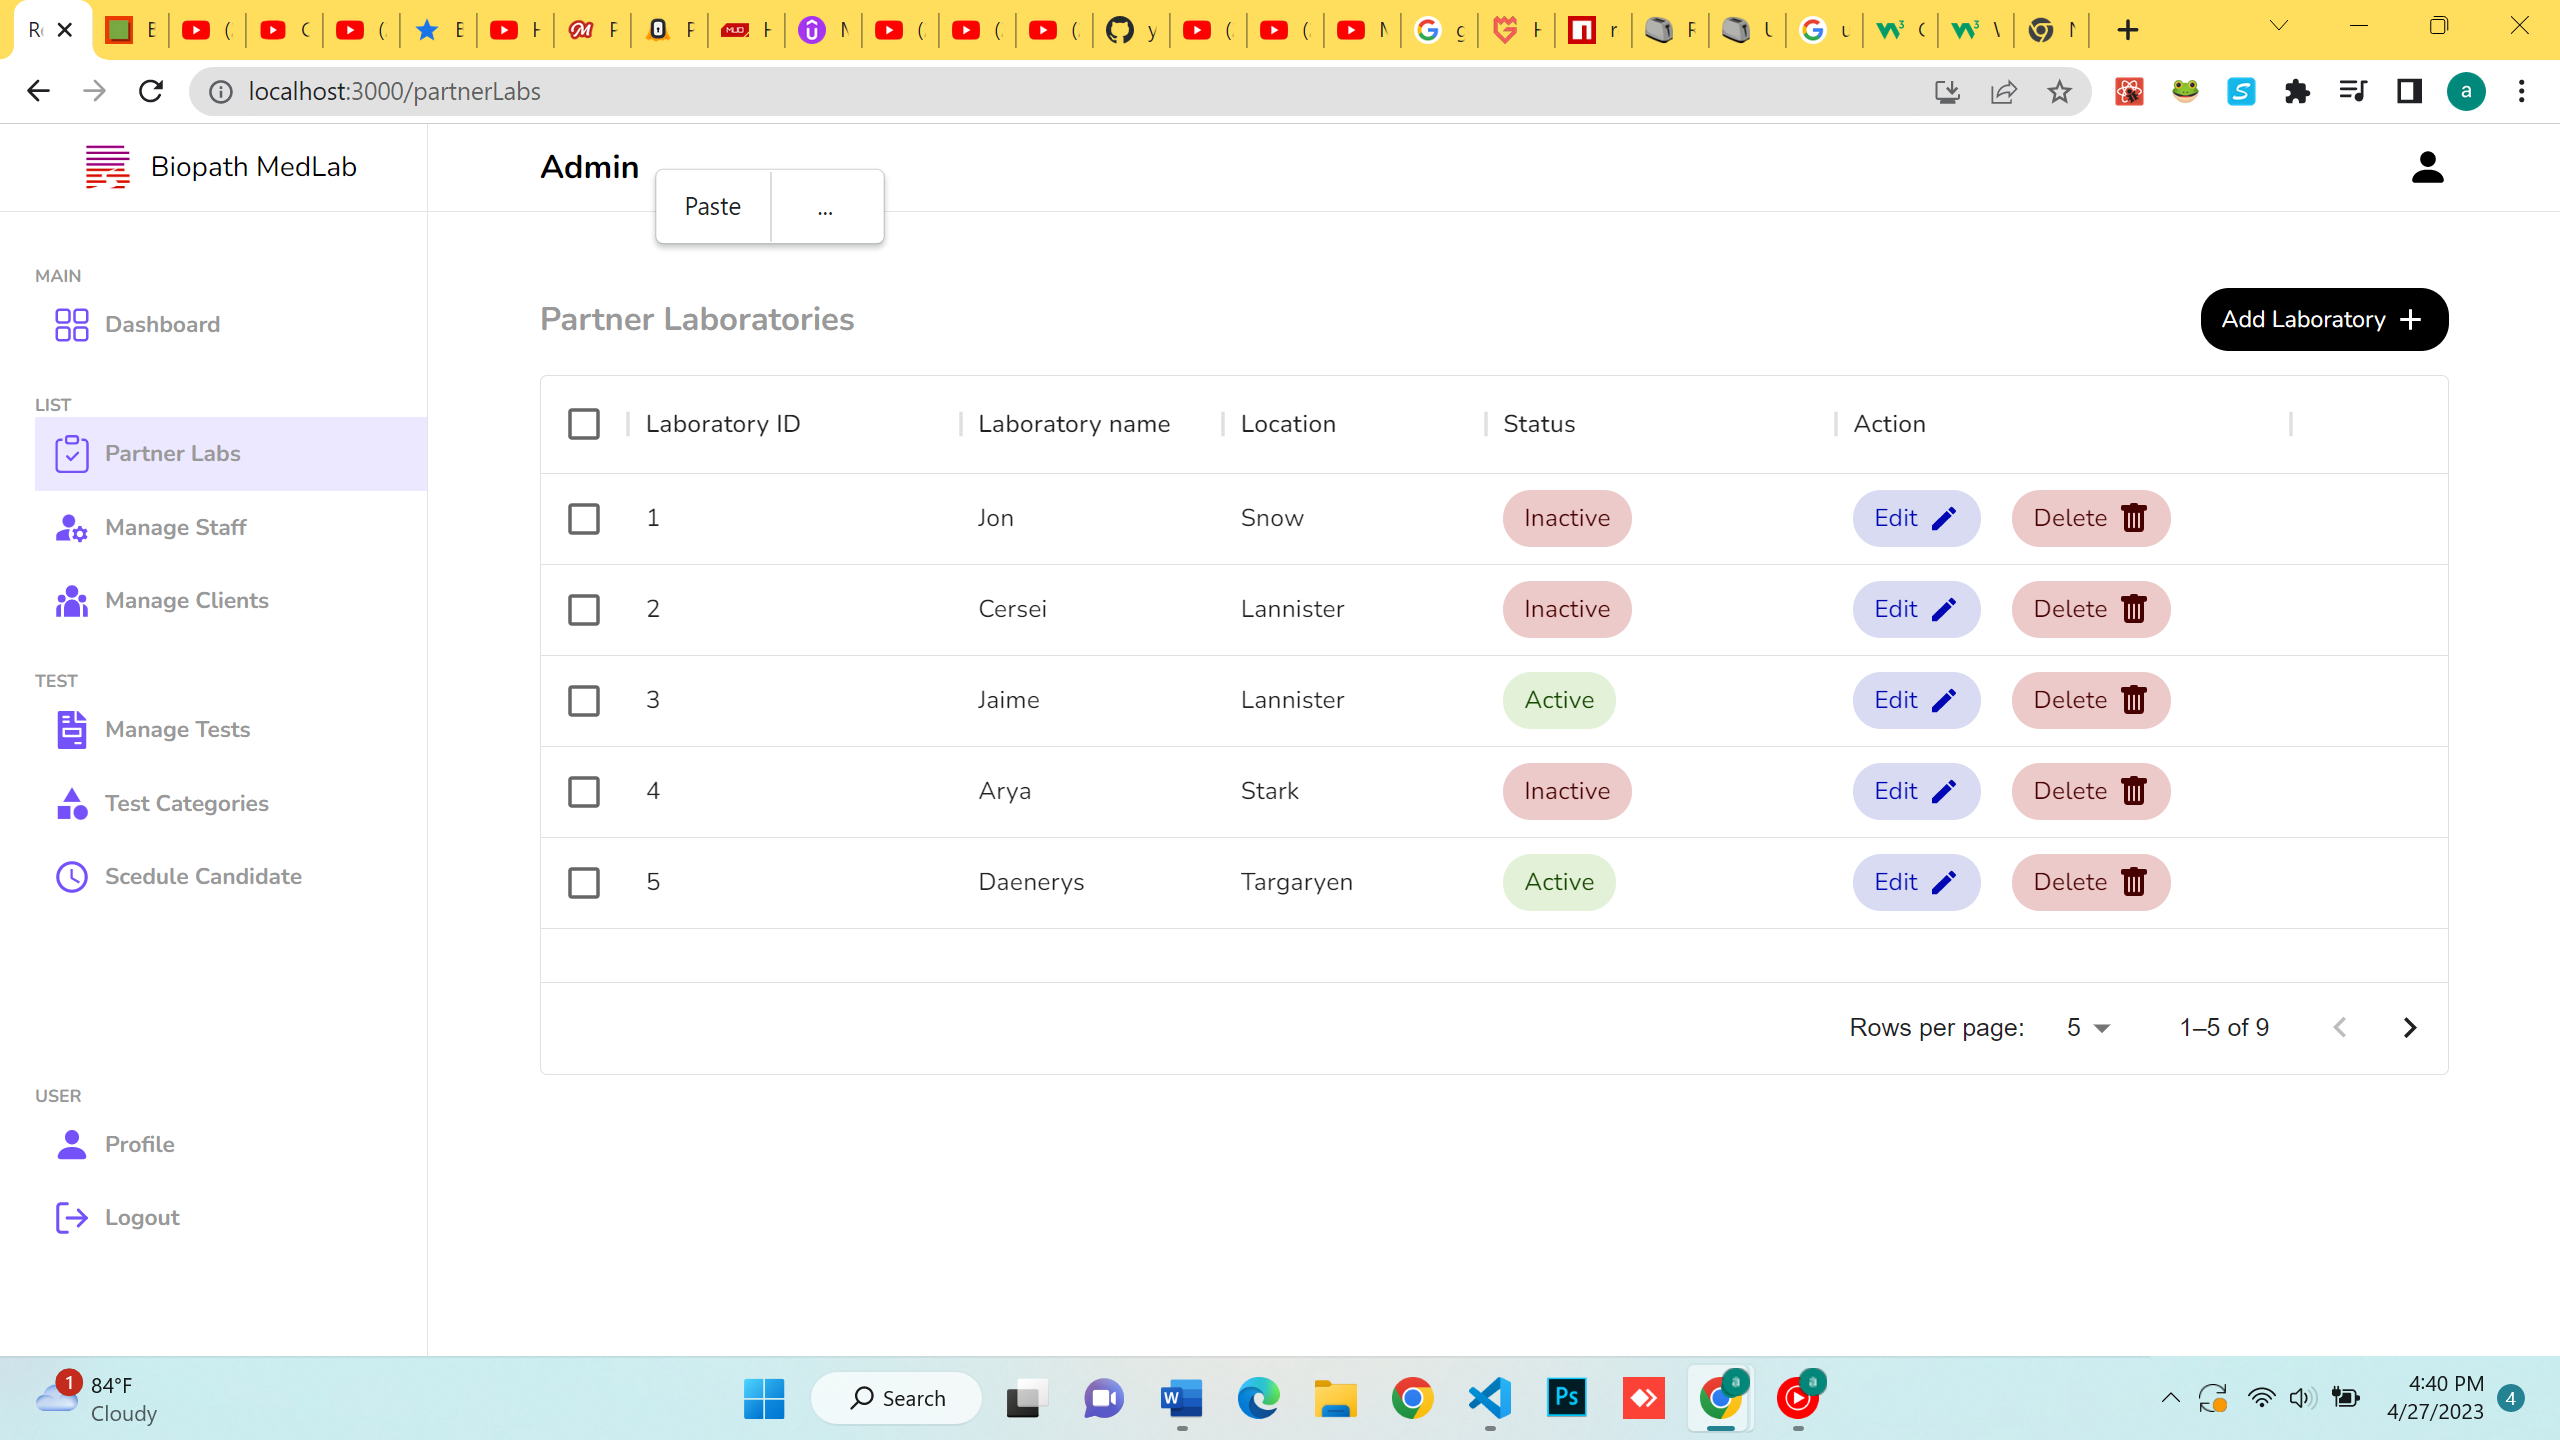 localhost:3000/partnerLabs
a
Biopath MedLab
Admin
Paste
...
MAIN
Dashboard
LIST
Partner Labs
Manage Staff
Manage Clients
TEST
Manage Tests
Test Categories
Scedule Candidate
USER
Profile
Logout
Partner Laboratories
Add Laboratory
Laboratory ID Laboratory name Location Status Action
1 Jon Snow Inactive Edit Delete
2 Cersei Lannister Inactive Edit Delete
3 Jaime Lannister Active Edit Delete
4 Arya Stark Inactive Edit Delete
5 Daenerys Targaryen Active Edit Delete
Rows per page: 5 1–5 of 9
1
84°F
Cloudy
Search
W
Ps
a
a
4:40 PM
4/27/2023
4